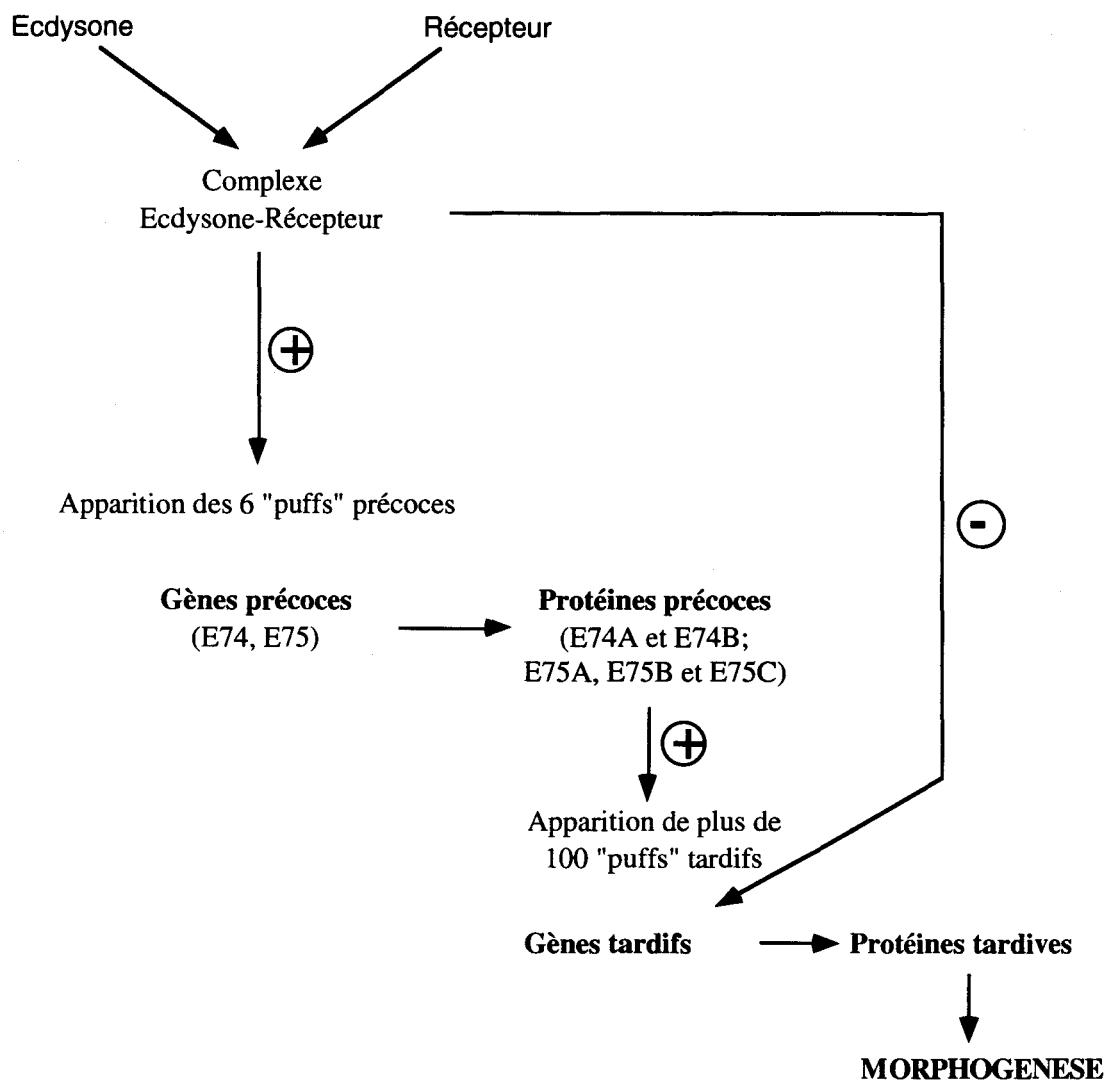 Ecdysone
Récepteur
Complexe
Ecdysone-Récepteur
+
Apparition des 6 "puffs" précoces
-
Gènes précoces
(E74, E75)
Protéines précoces
(E74A et E74B;
E75A, E75B et E75C)
+
Apparition de plus de
100 "puffs" tardifs
Gènes tardifs
Protéines tardives
MORPHOGENESE